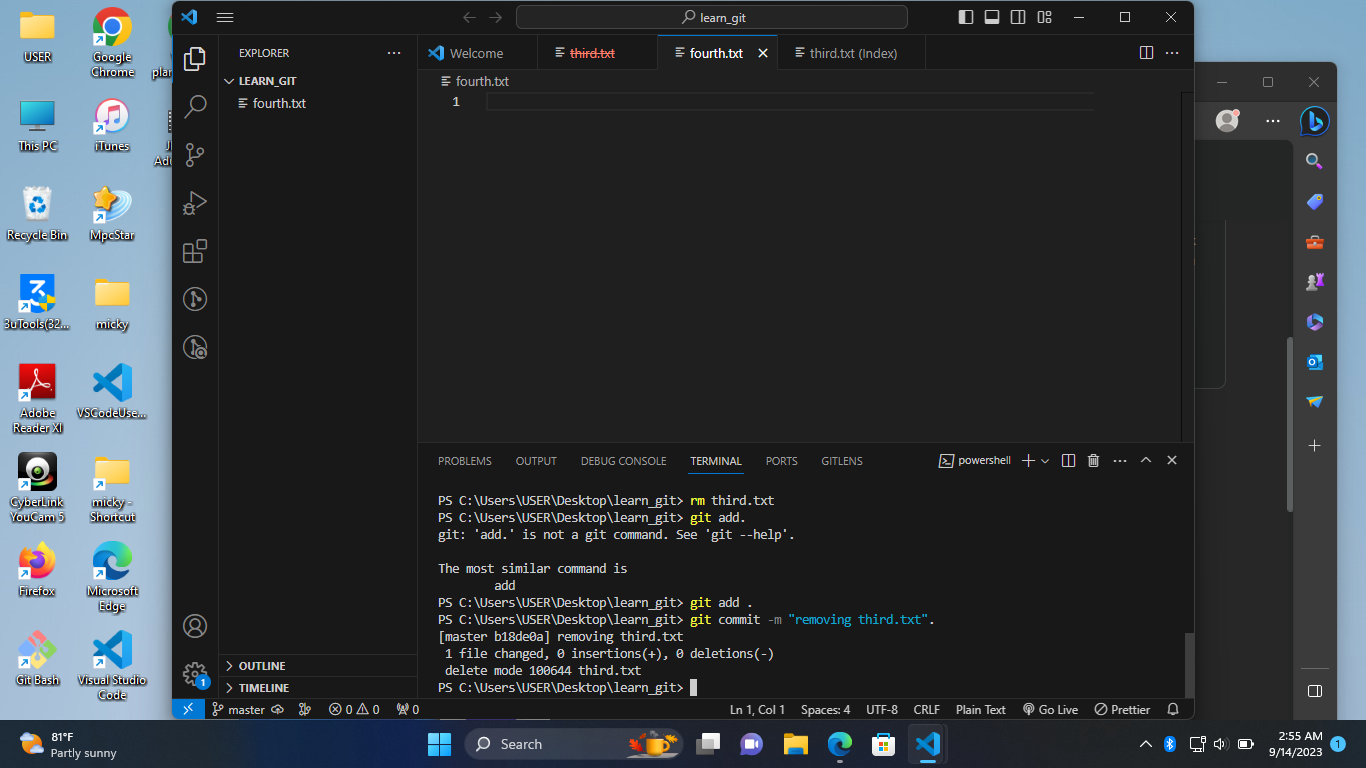 USER
Google
Chrome
plan
This PC
iTunes
Recycle Bin
MpcStar
3uTools(32...
micky
Adobe
Reader XI
VSCodeUse...
CyberLink
YouCam 5
micky -
Shortcut
Firefox
Microsoft
Edge
Git Bash
Visual Studio
Code
learn_git
EXPLORER
LEARN_GIT
fourth.txt
OUTLINE
TIMELINE
1
Welcome
third.txt
fourth.txt
third.txt (Index)
fourth.txt
1
PROBLEMS
OUTPUT
DEBUG CONSOLE
TERMINAL
PORTS
GITLENS
powershell
PS C:\Users\USER\Desktop\learn_git> rm third.txt
PS C:\Users\USER\Desktop\learn_git> git add.
git: 'add.' is not a git command. See 'git --help'.
The most similar command is
add
PS C:\Users\USER\Desktop\learn_git> git add .
PS C:\Users\USER\Desktop\learn_git> git commit -m "removing third.txt".
[master b18de0a] removing third.txt
1 file changed, 0 insertions(+), 0 deletions(-)
delete mode 100644 third.txt
PS C:\Users\USER\Desktop\learn_git>
master
0
0
0
Ln 1, Col 1
Spaces: 4
UTF-8
CRLF
Plain Text
Go Live
Prettier
81°F
Partly sunny
Search
2:55 AM
9/14/2023
1